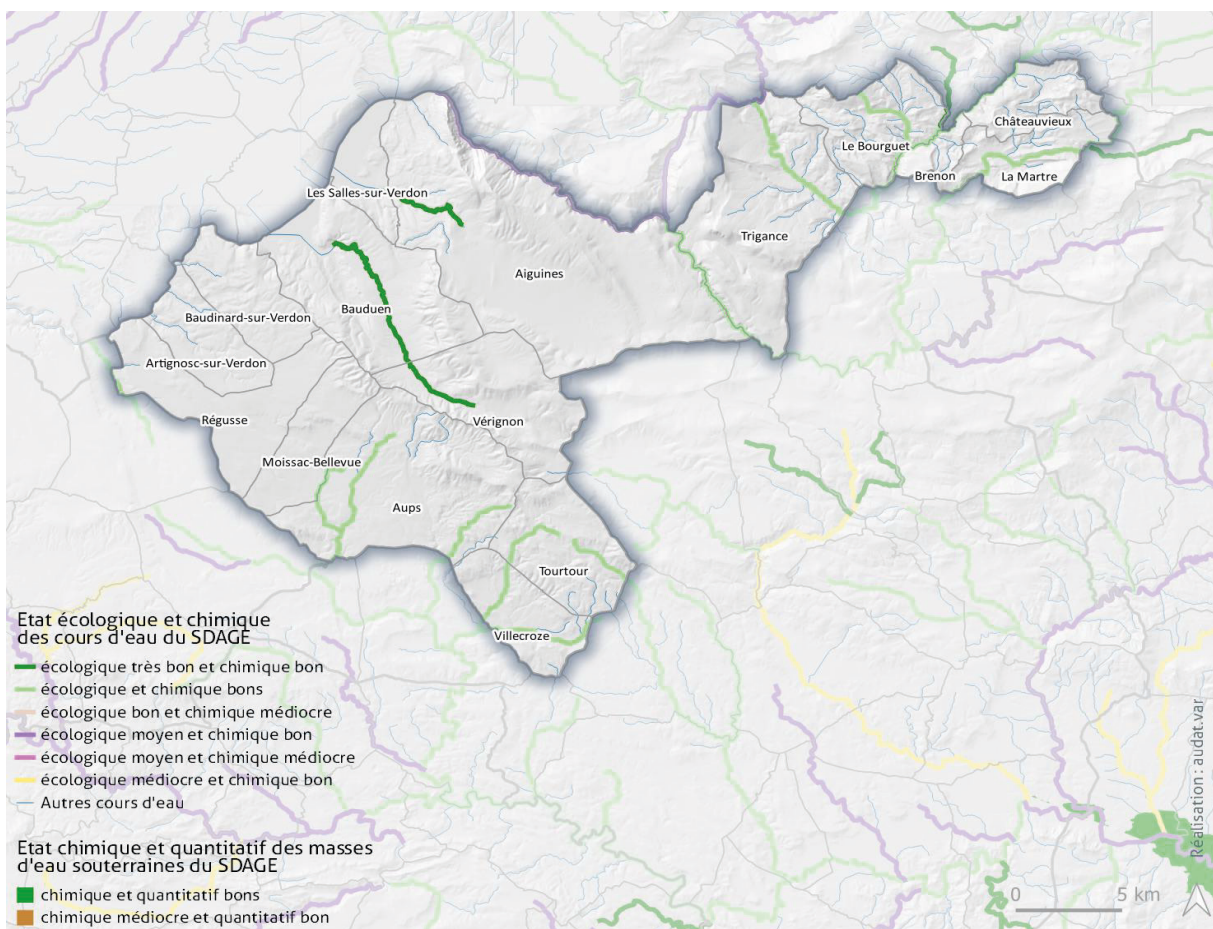 Châteauvieux
Le Bourguet
Brenon
La Martre
Les Salles-sur-Verdon
Trigance
Aiguines
Bauduen
Baudinard-sur-Verdon
Artignosc-sur-Verdon
Régusse
Vérignon
Moissac-Bellevue
Aups
Tourtour
Villecroze
Etat écologique et chimique
des cours d'eau du SDAGE
écologique très bon et chimique bon
écologique et chimique bons
écologique bon et chimique médiocre
écologique moyen et chimique bon
écologique moyen et chimique médiocre
écologique médiocre et chimique bon
Autres cours d'eau
Etat chimique et quantitatif des masses
d'eau souterraines du SDAGE
chimique et quantitatif bons
chimique médiocre et quantitatif bon
0 5 km
Réalisation : audat.var